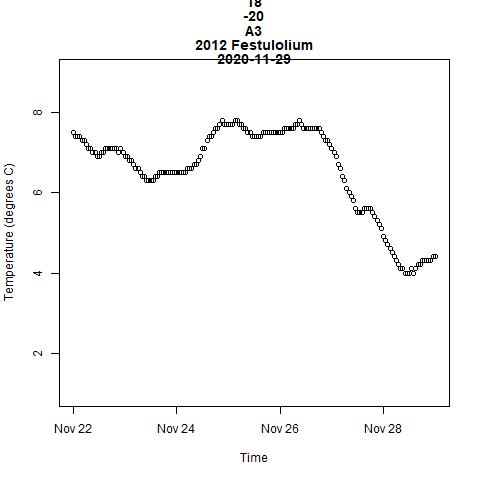 18
-20
A3
2012 Festulolium
2020-11-29
Temperature (degrees C)
8
6
4
2
Nov 22
Nov 24
Nov 26
Nov 28
Time